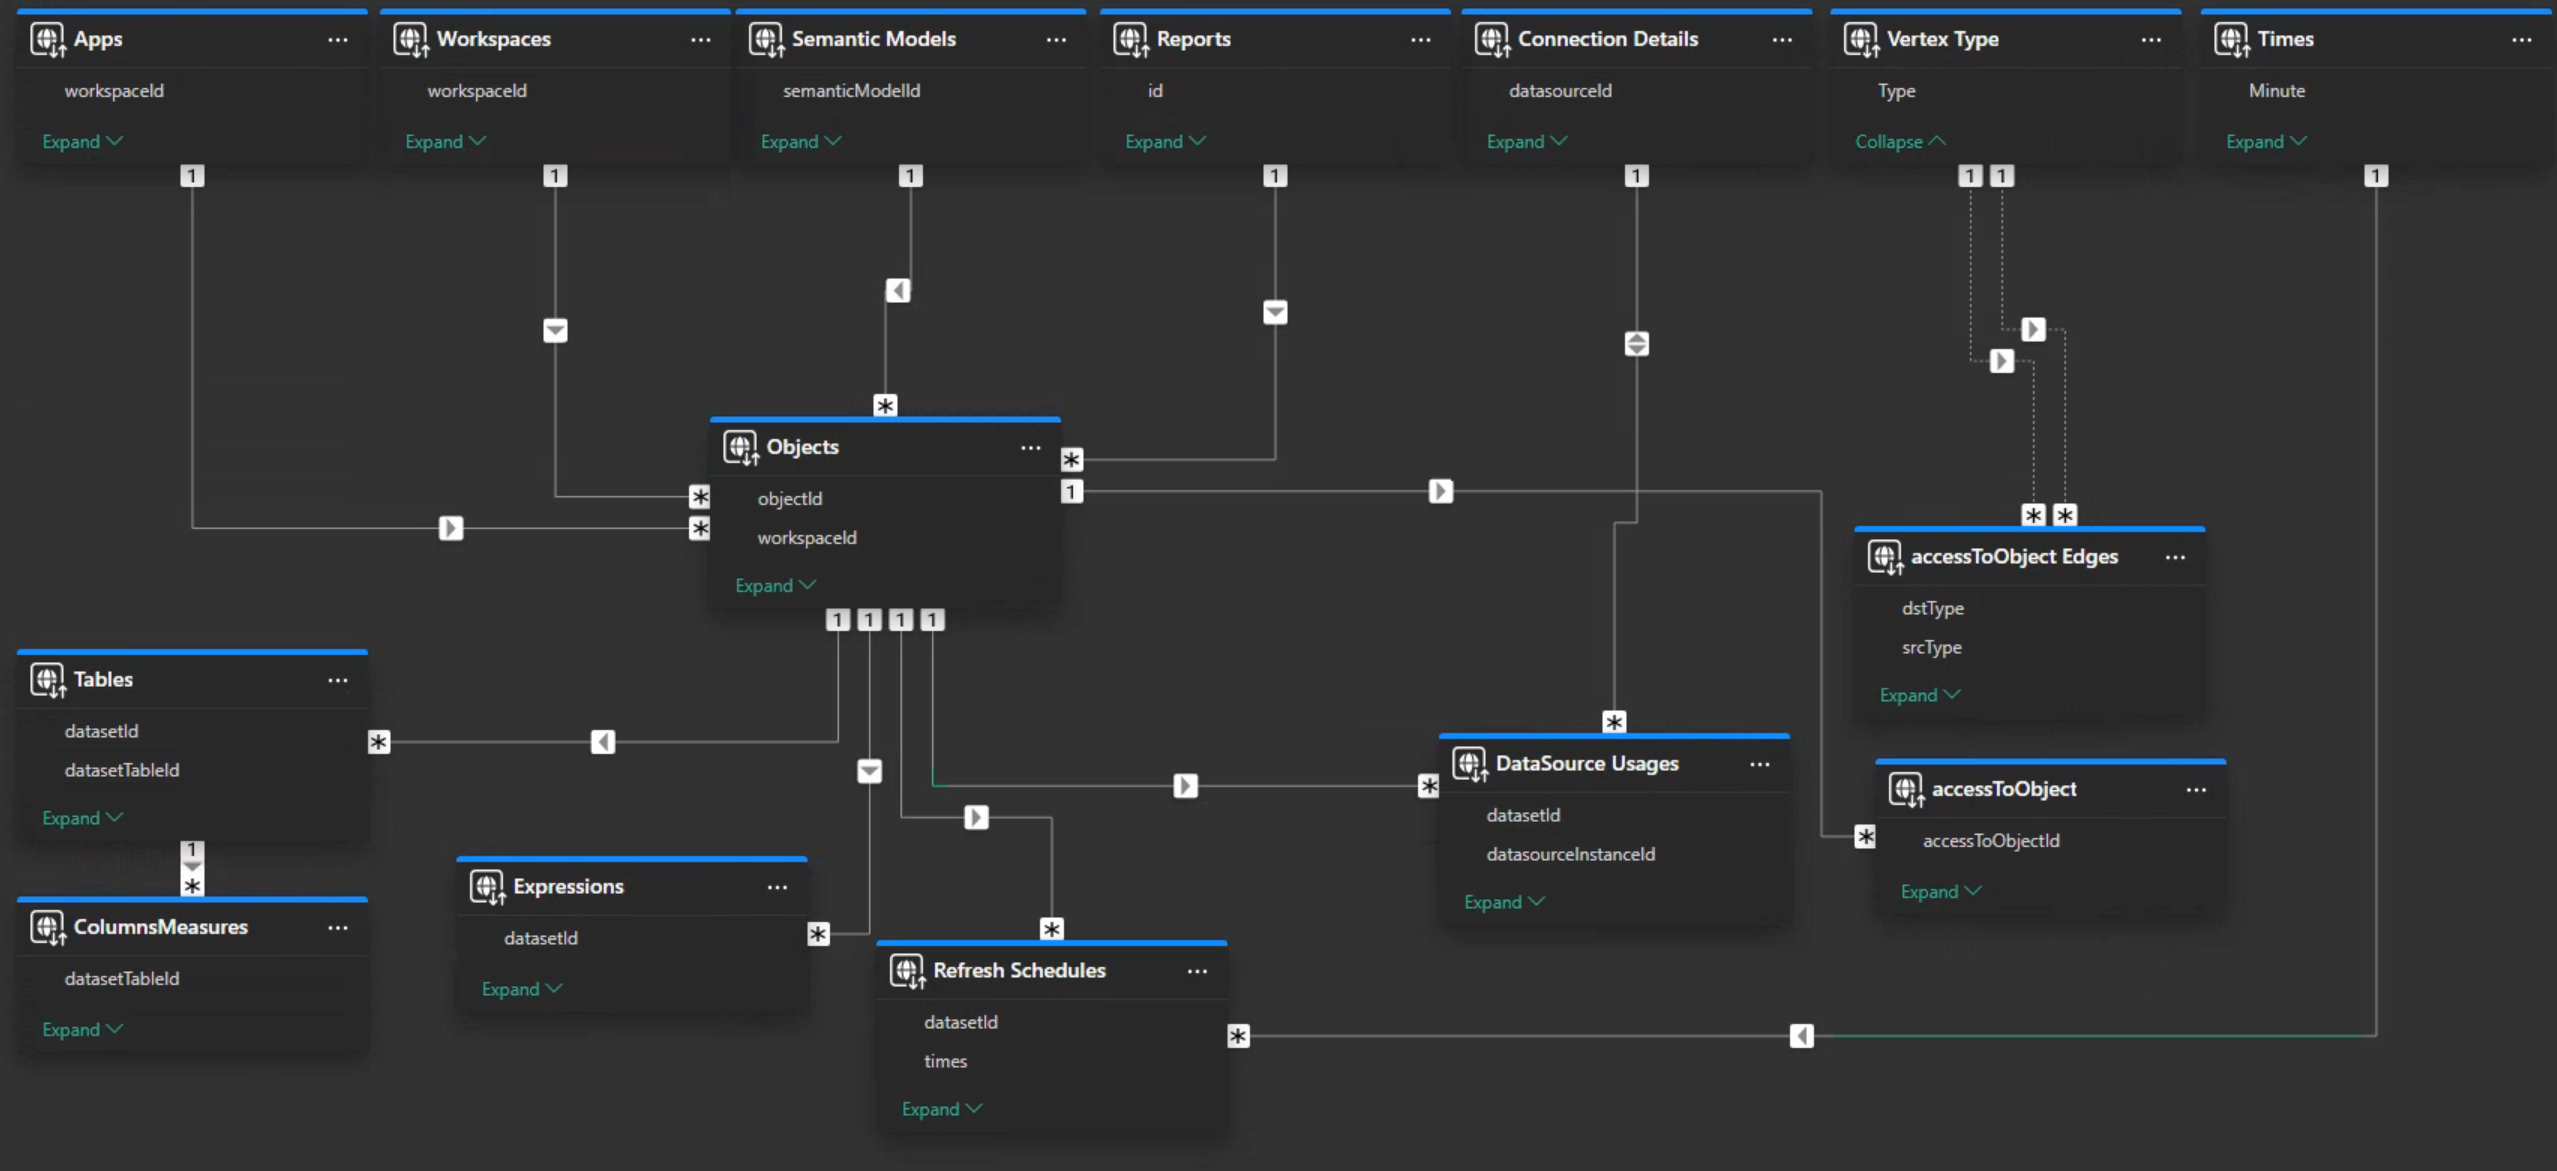 Apps
workspaceId
Expand
Workspaces
workspaceId
Expand
Semantic Models
semanticModelId
Expand
Reports
id
Expand
Connection Details
datasourceId
Expand
Vertex Type
Type
Collapse
Times
Minute
Expand
1
1
1
1
1
1 1
1
*
Objects
objectId
workspaceId
Expand
*
1
*
*
1 1 1 1
* *
accessToObject Edges
dstType
srcType
Expand
Tables
datasetId
datasetTableId
Expand
*
1
*
ColumnsMeasures
datasetTableId
Expand
Expressions
datasetId
Expand
*
*
Refresh Schedules
datasetId
times
Expand
*
*
*
DataSource Usages
datasetId
datasourceInstanceId
Expand
*
accessToObject
accessToObjectId
Expand